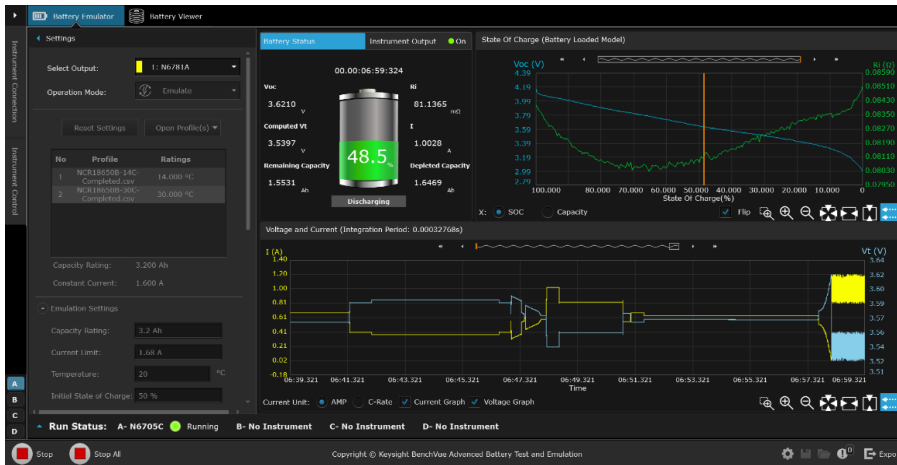 Battery Emulator
Battery Viewer
Instrument Connection
Instrument Control
Settings
Select Output: 1: N6781A
Operation Mode: Emulate
Reset Settings Open Profile(s)
No Profile Ratings
1 NCR18650B-14C-Completed.csv 14.000 ºC
2 NCR18650B-30C-Completed.csv 30.000 ºC
Capacity Rating: 3.200 Ah
Constant Current: 1.600 A
Emulation Settings
Capacity Rating: 3.2 Ah
Current Limit: 1.68 A
Temperature: 20 ºC
Initial State of Charge: 50 %
Battery Status
Instrument Output On
00.00:06:59:324
Voc Ri
3.6210 V 81.1365 mΩ
Computed Vt I
3.5397 V 1.0028 A
48.5%
Remaining Capacity Depleted Capacity
1.5531 Ah 1.6469 Ah
Discharging
State Of Charge (Battery Loaded Model)
Voc (V) Ri (Ω)
4.39 0.08590
4.19 0.08510
3.99 0.08430
3.79 0.08350
3.59 0.08270
3.39 0.08190
3.19 0.08110
2.99 0.08030
2.79 0.07950
100.000 80.000 70.000 60.000 50.000 40.000 30.000 20.000 10.000 0
State Of Charge(%)
X: SOC Capacity Flip
Voltage and Current (Integration Period: 0.00032768s)
I (A) Vt (V)
1.40 3.64
1.20 3.62
1.00 3.60
0.81 3.59
0.61 3.57
0.41 3.56
0.21 3.54
0.02 3.52
-0.18 3.51
06:39.321 06:41.321 06:43.321 06:45.321 06:47.321 06:49.321 06:51.321 06:53.321 06:55.321 06:57.321 06:59.321
Time
Current Unit: AMP C-Rate Current Graph Voltage Graph
A
B
C
D
Run Status: A- N6705C Running B- No Instrument C- No Instrument D- No Instrument
Stop Stop All Copyright © Keysight BenchVue Advanced Battery Test and Emulation 0 Expo